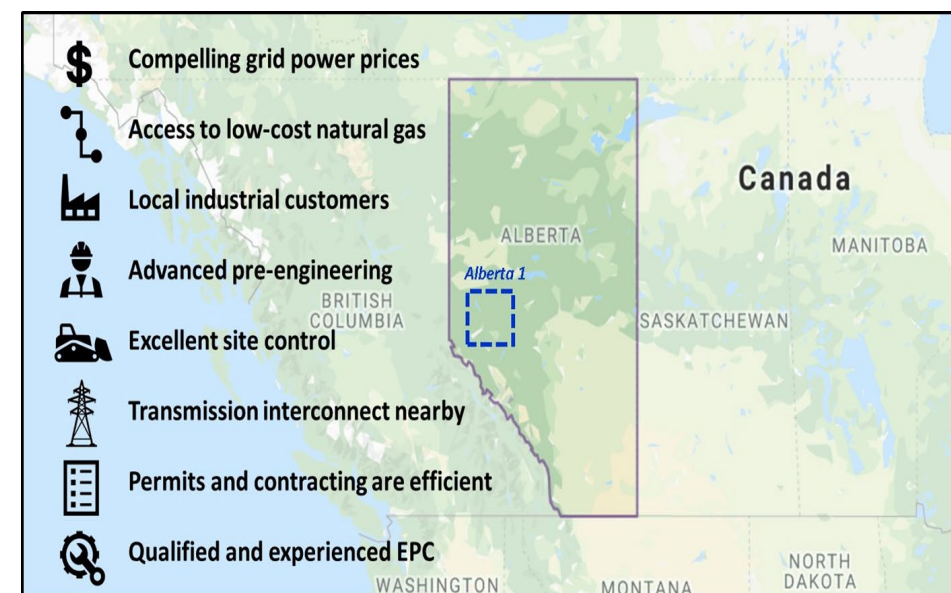 $
Compelling grid power prices
Access to low-cost natural gas
Local industrial customers
Advanced pre-engineering
Excellent site control
Transmission interconnect nearby
Permits and contracting are efficient
Qualified and experienced EPC
Canada
ALBERTA
MANITOBA
Alberta 1
BRITISH
COLUMBIA
SASKATCHEWAN
WASHINGTON
MONTANA
NORTH
DAKOTA